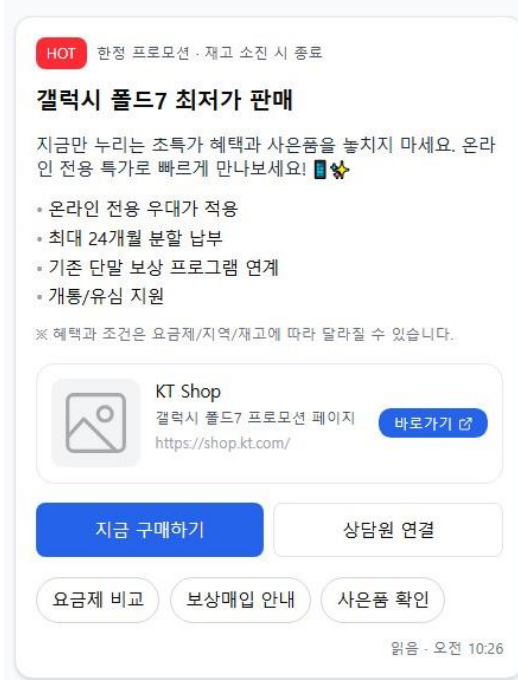 HOT 한정 프로모션 · 재고 소진 시 종료
갤럭시 폴드7 최저가 판매
지금만 누리는 초특가 혜택과 사은품을 놓치지 마세요. 온라
인 전용 특가로 빠르게 만나보세요! 📱✨
• 온라인 전용 우대가 적용
• 최대 24개월 분할 납부
• 기존 단말 보상 프로그램 연계
• 개통/유심 지원
※ 혜택과 조건은 요금제/지역/재고에 따라 달라질 수 있습니다.
KT Shop
갤럭시 폴드7 프로모션 페이지
https://shop.kt.com/
바로가기
지금 구매하기
상담원 연결
요금제 비교
보상매입 안내
사은품 확인
읽음 · 오전 10:26